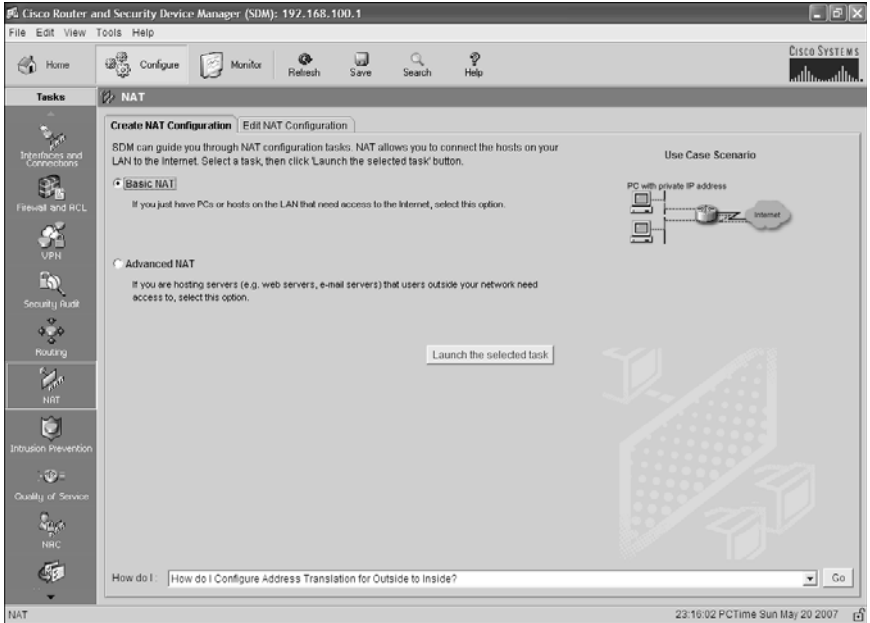 Cisco Router and Security Device Manager (SDM): 192.168.100.1
File Edit View Tools Help
Home Configure Monitor Refresh Save Search Help
CISCO SYSTEMS
Tasks
NAT
Interfaces and Connections
Firewall and ACL
VPN
Security Audit
Routing
NAT
Intrusion Prevention
Quality of Service
NAC
Create NAT Configuration Edit NAT Configuration
SDM can guide you through NAT configuration tasks. NAT allows you to connect the hosts on your
LAN to the Internet. Select a task, then click 'Launch the selected task' button.
Basic NAT
If you just have PCs or hosts on the LAN that need access to the Internet, select this option.
Advanced NAT
If you are hosting servers (e.g. web servers, e-mail servers) that users outside your network need
access to, select this option.
Launch the selected task
Use Case Scenario
PC with private IP address
Internet
How do I: How do I Configure Address Translation for Outside to Inside? Go
NAT
23:16:02 PCTime Sun May 20 2007